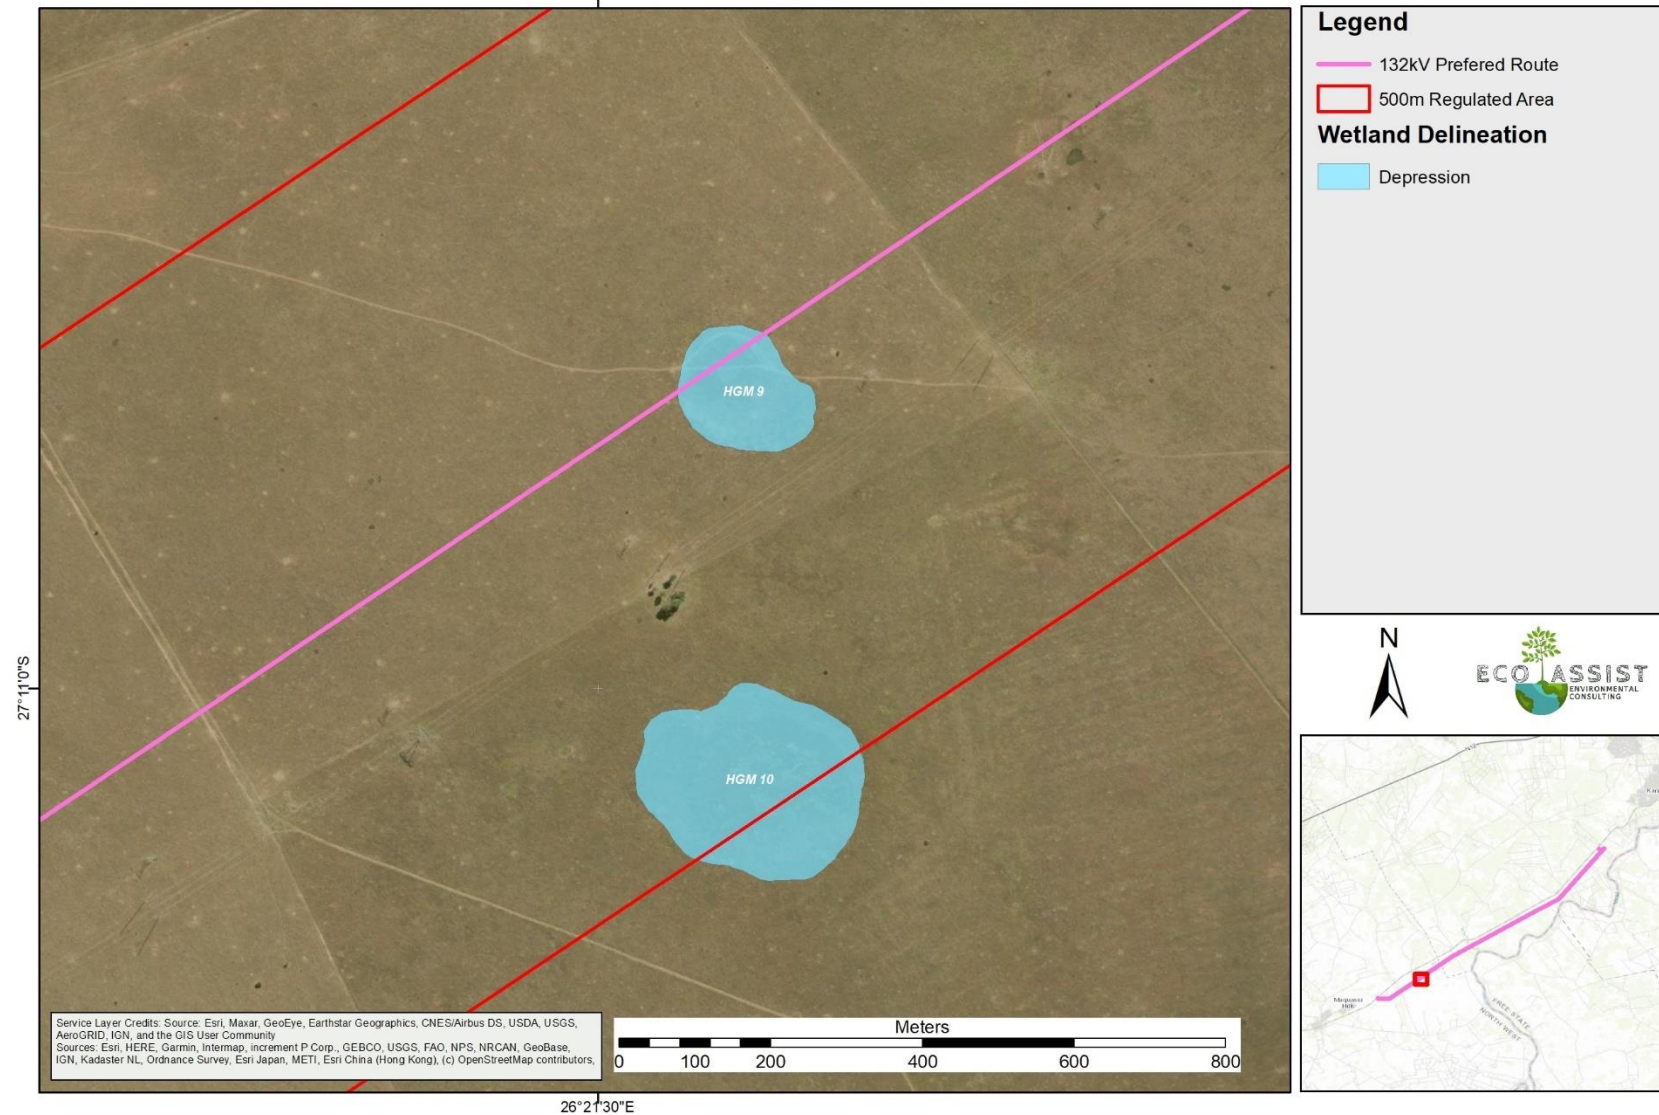 Legend
132kV Prefered Route
500m Regulated Area
Wetland Delineation
Depression
HGM 9
HGM 10
27°11'0"S
26°21'30"E
Service Layer Credits: Source: Esri, Maxar, GeoEye, Earthstar Geographics, CNES/Airbus DS, USDA, USGS,
AeroGRID, IGN, and the GIS User Community
Sources: Esri, HERE, Garmin, Intermap, increment P Corp., GEBCO, USGS, FAO, NPS, NRCAN, GeoBase,
IGN, Kadaster NL, Ordnance Survey, Esri Japan, METI, Esri China (Hong Kong), (c) OpenStreetMap contributors,
Meters
0 100 200 400 600 800
N
ECO ASSIST
ENVIRONMENTAL
CONSULTING
FREE STATE
NORTH WEST